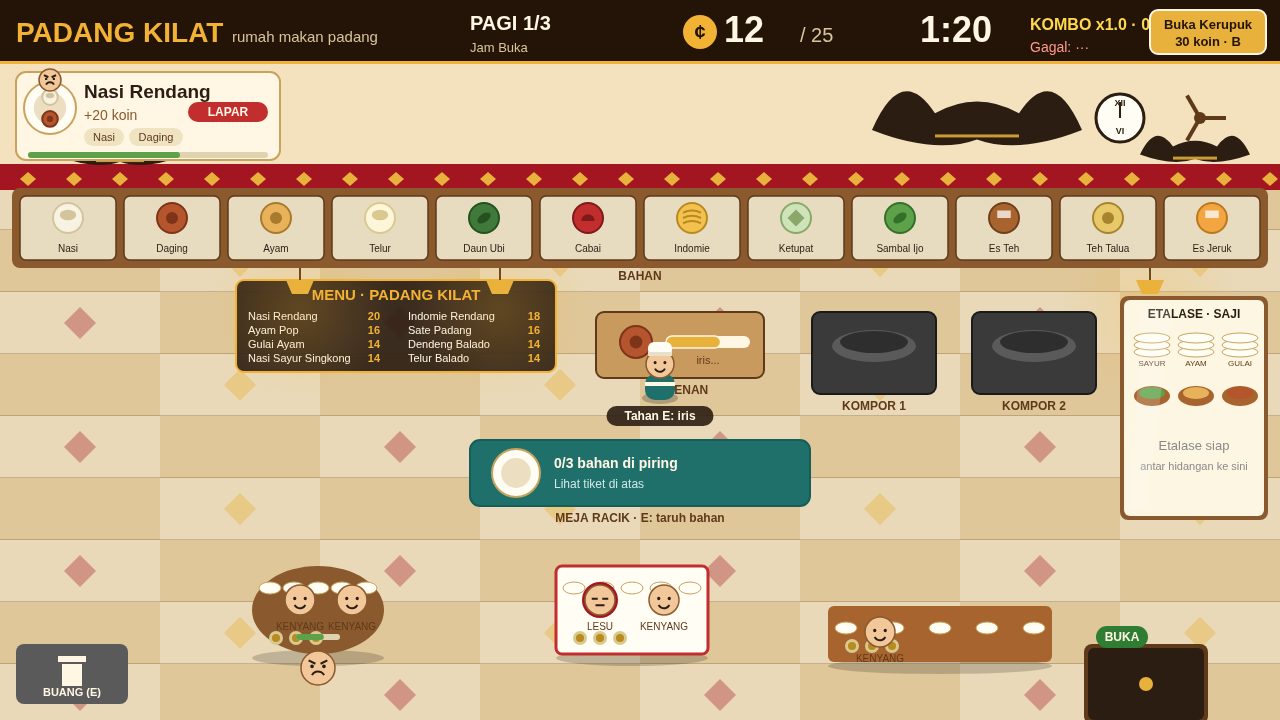 PADANG KILAT rumah makan padang
PAGI 1/3
Jam Buka
¢ 12 / 25
1:20
KOMBO x1.0 · 0
Gagal: ···
Buka Kerupuk
30 koin · B
Nasi Rendang
+20 koin
LAPAR
Nasi Daging
XII
VI
Nasi Daging Ayam Telur Daun Ubi Cabai Indomie Ketupat Sambal Ijo Es Teh Teh Talua Es Jeruk
BAHAN
MENU · PADANG KILAT
Nasi Rendang 20 Indomie Rendang 18
Ayam Pop 16 Sate Padang 16
Gulai Ayam 14 Dendeng Balado 14
Nasi Sayur Singkong 14 Telur Balado 14
iris...
ENAN
Tahan E: iris
KOMPOR 1
KOMPOR 2
ETALASE · SAJI
SAYUR AYAM GULAI
Etalase siap
antar hidangan ke sini
0/3 bahan di piring
Lihat tiket di atas
MEJA RACIK · E: taruh bahan
KENYANG KENYANG
LESU KENYANG
KENYANG
BUKA
BUANG (E)